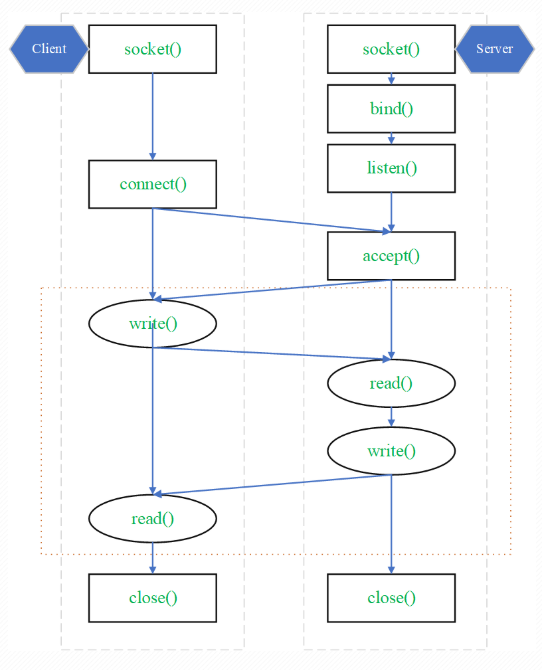 Client
socket()
connect()
write()
read()
close()
Server
socket()
bind()
listen()
accept()
read()
write()
close()